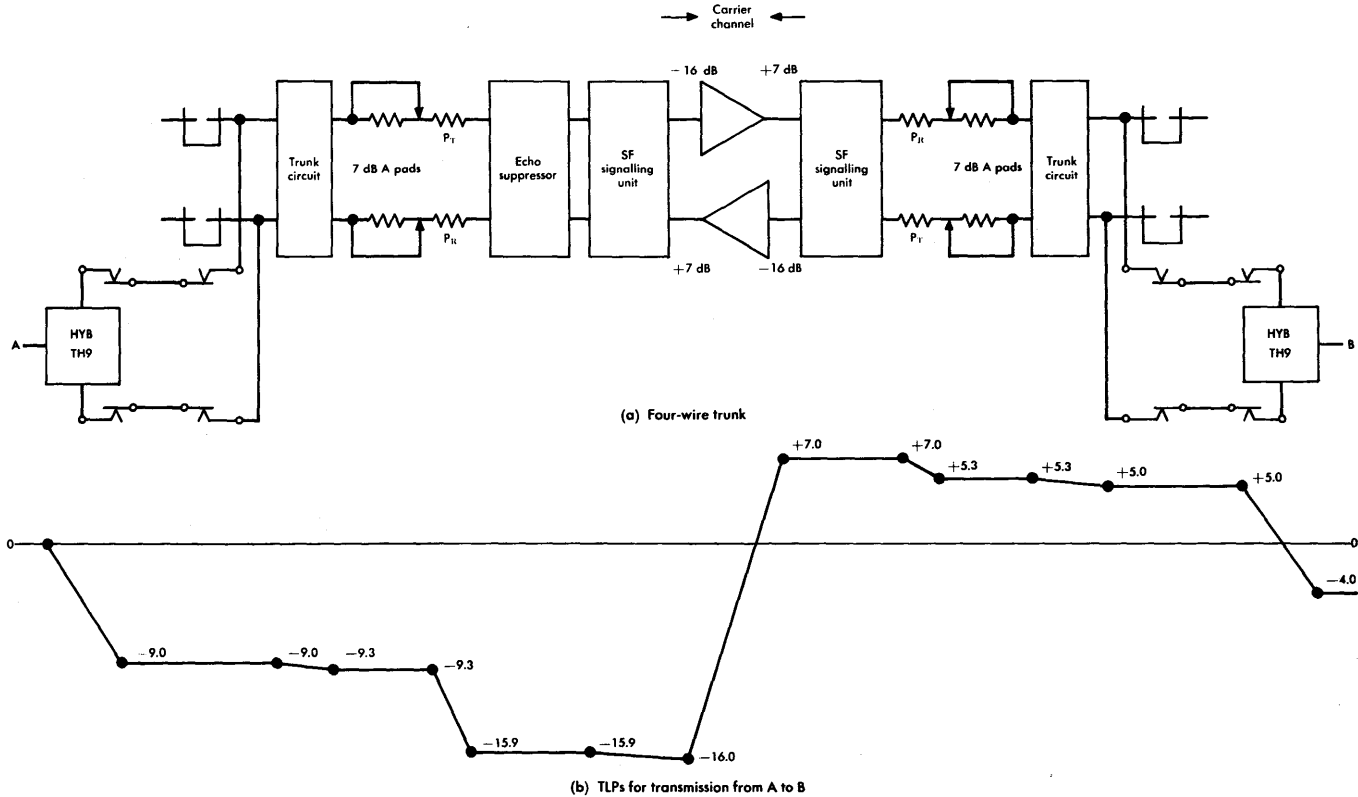 Carrier
channel
− 16 dB
+7 dB
Trunk
circuit
P_T
7 dB A pads
P_R
Echo
suppressor
SF
signalling
unit
+7 dB
−16 dB
SF
signalling
unit
P_R
7 dB A pads
P_T
Trunk
circuit
A
HYB
TH9
HYB
TH9
B
(a) Four-wire trunk
+7.0
+7.0
+5.3
+5.3
+5.0
+5.0
0
0
−4.0
−9.0
−9.0
−9.3
−9.3
−15.9
−15.9
−16.0
(b) TLPs for transmission from A to B